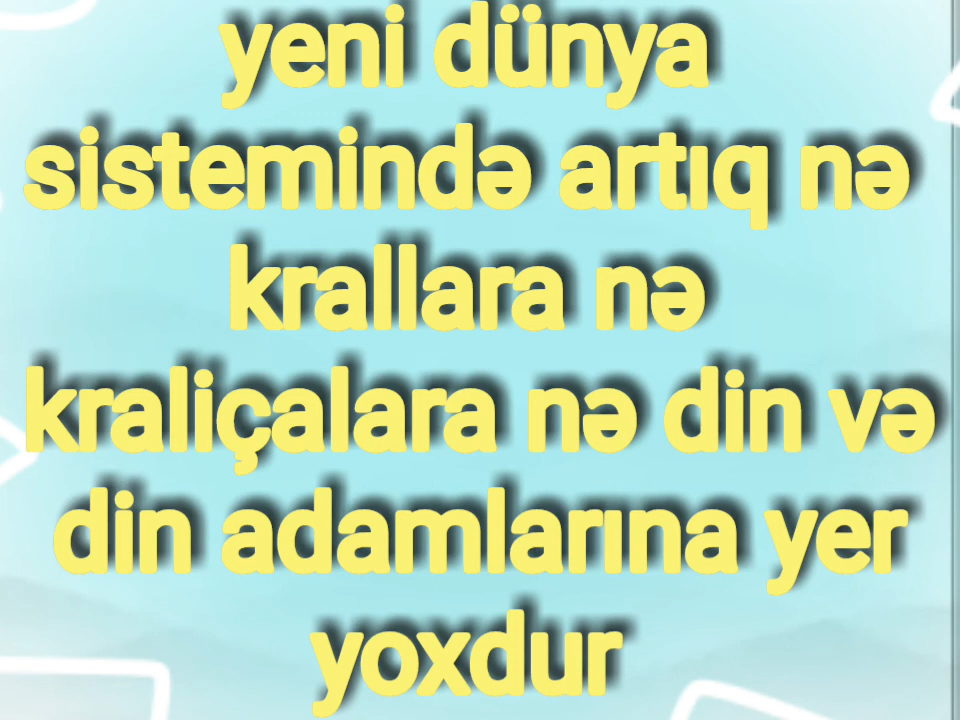 yeni dünya
sistemində artıq nə
krallara nə
kraliçalara nə din və
din adamlarına yer
yoxdur